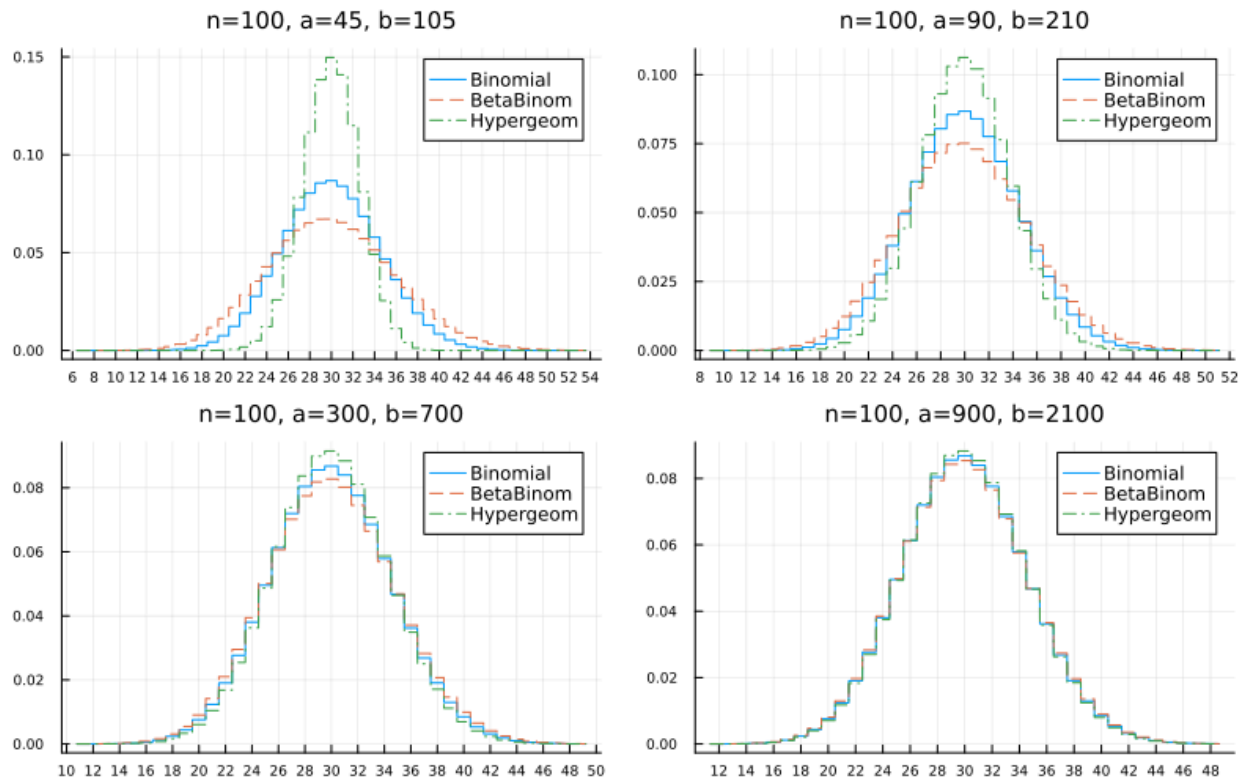 n=100, a=45, b=105
0.15
0.10
0.05
0.00
Binomial
BetaBinom
Hypergeom
6 8 10 12 14 16 18 20 22 24 26 28 30 32 34 36 38 40 42 44 46 48 50 52 54
n=100, a=90, b=210
0.100
0.075
0.050
0.025
0.000
Binomial
BetaBinom
Hypergeom
8 10 12 14 16 18 20 22 24 26 28 30 32 34 36 38 40 42 44 46 48 50 52
n=100, a=300, b=700
0.08
0.06
0.04
0.02
0.00
Binomial
BetaBinom
Hypergeom
10 12 14 16 18 20 22 24 26 28 30 32 34 36 38 40 42 44 46 48 50
n=100, a=900, b=2100
0.08
0.06
0.04
0.02
0.00
Binomial
BetaBinom
Hypergeom
12 14 16 18 20 22 24 26 28 30 32 34 36 38 40 42 44 46 48